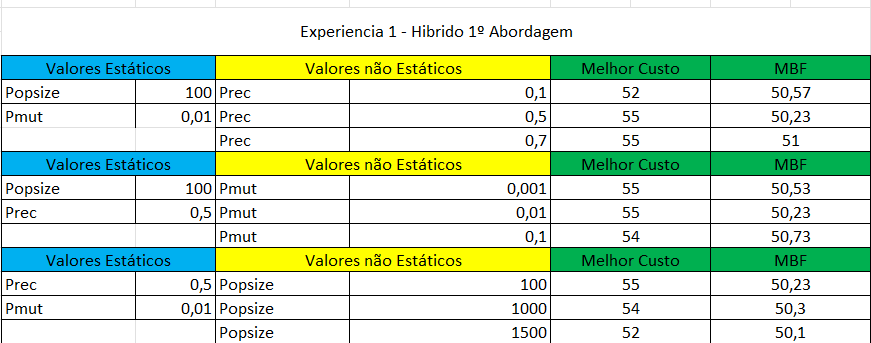 Experiencia 1 - Hibrido 1º Abordagem
Valores Estáticos Valores não Estáticos Melhor Custo MBF
Popsize 100 Prec 0,1 52 50,57
Pmut 0,01 Prec 0,5 55 50,23
Prec 0,7 55 51
Valores Estáticos Valores não Estáticos Melhor Custo MBF
Popsize 100 Pmut 0,001 55 50,53
Prec 0,5 Pmut 0,01 55 50,23
Pmut 0,1 54 50,73
Valores Estáticos Valores não Estáticos Melhor Custo MBF
Prec 0,5 Popsize 100 55 50,23
Pmut 0,01 Popsize 1000 54 50,3
Popsize 1500 52 50,1